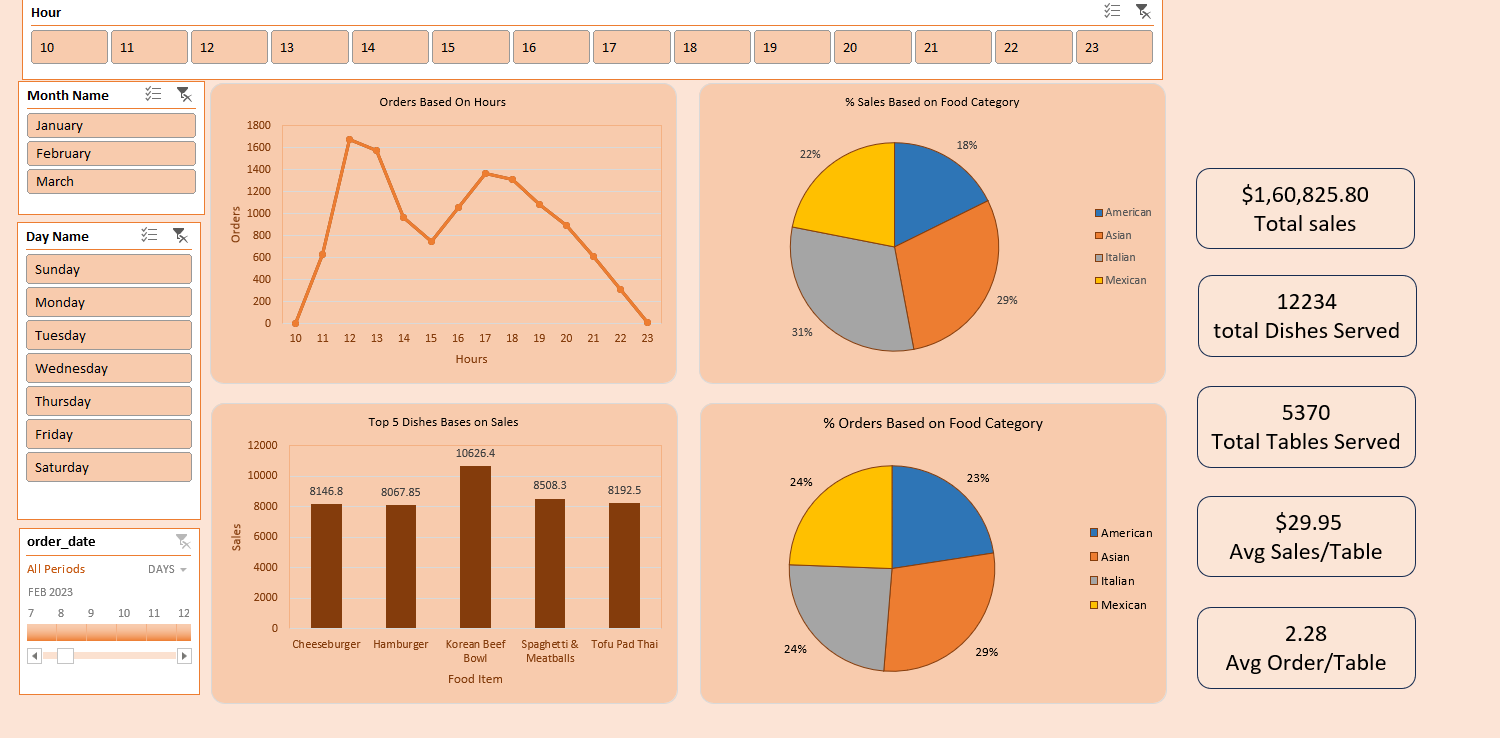 Hour
10 11 12 13 14 15 16 17 18 19 20 21 22 23
Month Name
January
February
March
Day Name
Sunday
Monday
Tuesday
Wednesday
Thursday
Friday
Saturday
order_date
All Periods DAYS
FEB 2023
7 8 9 10 11 12
Orders Based On Hours
1800
1600
1400
1200
1000
800
600
400
200
0
Orders
10 11 12 13 14 15 16 17 18 19 20 21 22 23
Hours
% Sales Based on Food Category
18%
29%
31%
22%
American
Asian
Italian
Mexican
Top 5 Dishes Bases on Sales
12000
10000
8000
6000
4000
2000
0
Sales
8146.8
8067.85
10626.4
8508.3
8192.5
Cheeseburger
Hamburger
Korean Beef
Bowl
Spaghetti &
Meatballs
Tofu Pad Thai
Food Item
% Orders Based on Food Category
23%
29%
24%
24%
American
Asian
Italian
Mexican
$1,60,825.80
Total sales
12234
total Dishes Served
5370
Total Tables Served
$29.95
Avg Sales/Table
2.28
Avg Order/Table